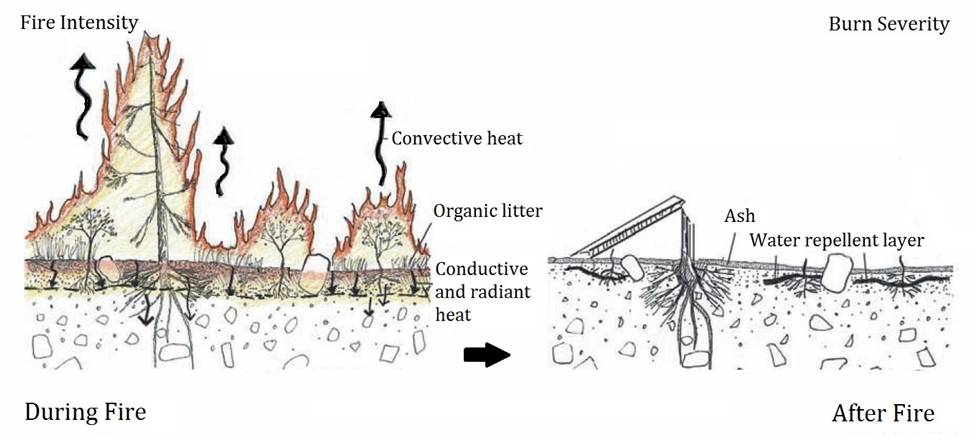 Fire Intensity
Burn Severity
Convective heat
Organic litter
Conductive
and radiant
heat
Ash
Water repellent layer
During Fire
After Fire